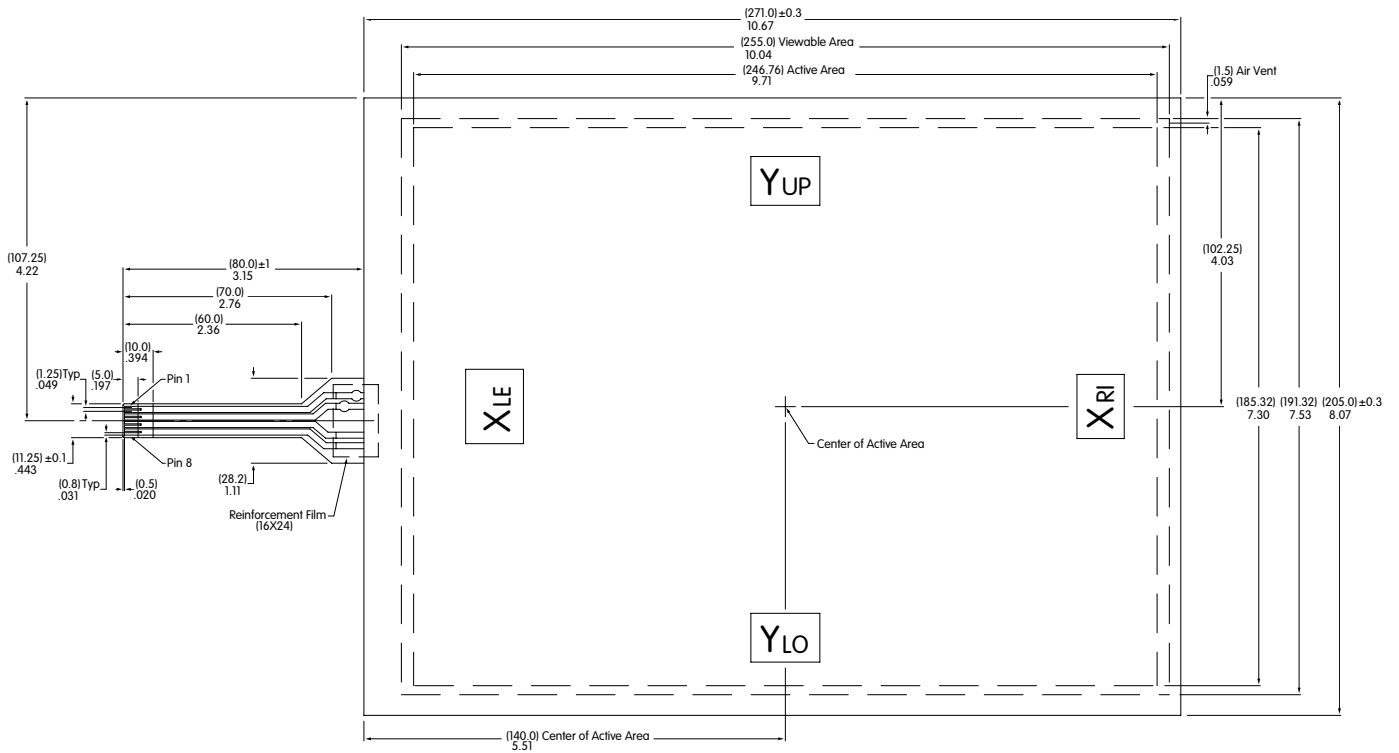 (271.0)±0.3
10.67
(255.0) Viewable Area
10.04
(246.76) Active Area
9.71
(1.5) Air Vent
.059
YUP
(107.25)
4.22
(102.25)
4.03
(80.0)±1
3.15
(70.0)
2.76
(60.0)
2.36
(10.0)
.394
(1.25)Typ
.049
(5.0)
.197
Pin 1
XLE
XRI
(185.32)
7.30
(191.32)
7.53
(205.0)±0.3
8.07
Center of Active Area
(11.25) ±0.1
.443
Pin 8
(0.8)Typ
.031
(0.5)
.020
(28.2)
1.11
Reinforcement Film
(16X24)
YLO
(140.0) Center of Active Area
5.51